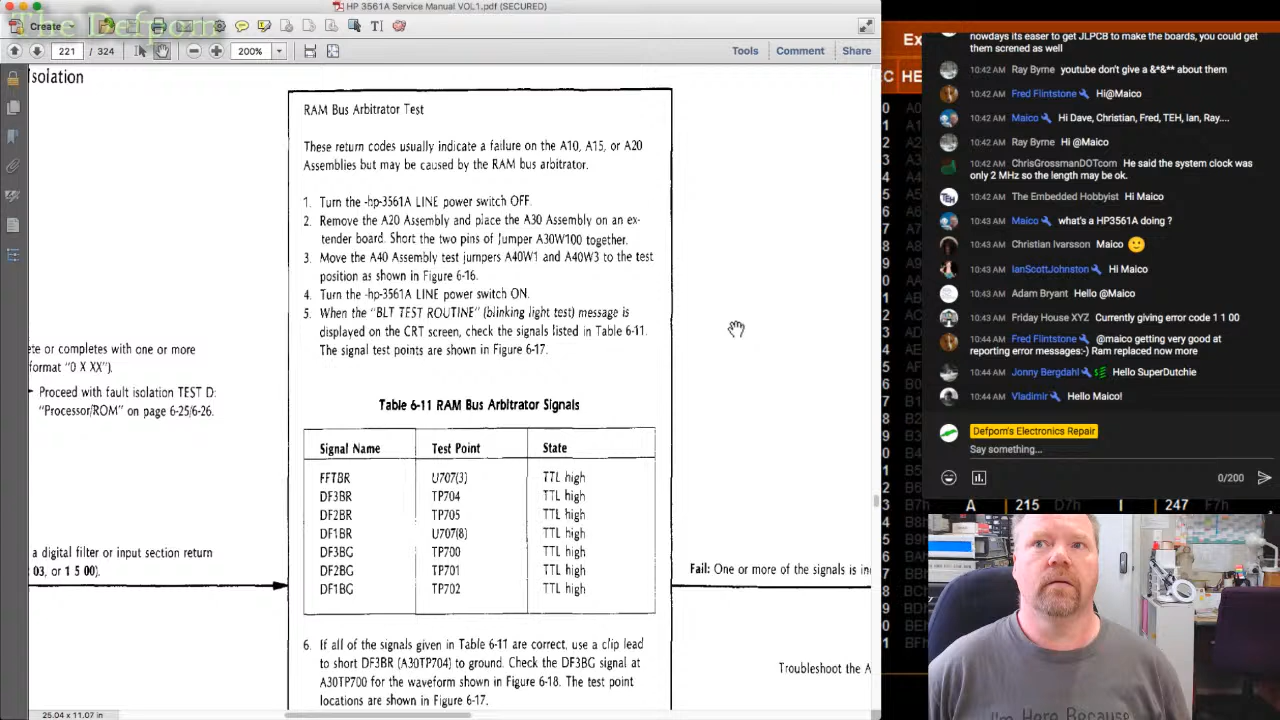 HP 3561A Service Manual VOL1.pdf (SECURED)
The Defpom
Create
221 / 324
200%
Tools
Comment
Share
solation
RAM Bus Arbitrator Test
These return codes usually indicate a failure on the A10, A15, or A20
Assemblies but may be caused by the RAM bus arbitrator.
1. Turn the -hp-3561A LINE power switch OFF.
2. Remove the A20 Assembly and place the A30 Assembly on an ex-
tender board. Short the two pins of jumper A30W100 together.
3. Move the A40 Assembly test jumpers A40W1 and A40W3 to the test
position as shown in Figure 6-16.
4. Turn the -hp-3561A LINE power switch ON.
5. When the "BLT TEST ROUTINE" (blinking light test) message is
displayed on the CRT screen, check the signals listed in Table 6-11.
The signal test points are shown in Figure 6-17.
ete or completes with one or more
format "0 X XX").
Proceed with fault isolation TEST D:
"Processor/ROM" on page 6-25/6-26.
Table 6-11 RAM Bus Arbitrator Signals
Signal Name Test Point State
FFTBR U707(3) TTL high
DF3BR TP704 TTL high
DF2BR TP705 TTL high
DF1BR U707(8) TTL high
DF3BG TP700 TTL high
DF2BG TP701 TTL high
DF1BG TP702 TTL high
a digital filter or input section return
03, or 1 5 00).
Fail: One or more of the signals is in
6. If all of the signals given in Table 6-11 are correct, use a clip lead
to short DF3BR (A30TP704) to ground. Check the DF3BG signal at
A30TP700 for the waveform shown in Figure 6-18. The test point
locations are shown in Figure 6-17.
Troubleshoot the A
25.04 x 11.07 in
Ex
C HE
nowdays its easer to get JLPCB to make the boards, you could get
them screned as well
10:42 AM Ray Byrne youtube don't give a &*&** about them
10:43 AM Fred Flintstone Hi@Maico
10:42 AM Maico Hi Dave, Christian, Fred, TEH, Ian, Ray....
10:42 AM Ray Byrne Hi @Maico
10:42 AM ChrisGrossmanDOTcom He said the system clock was
only 2 MHz so the length may be ok.
10:42 AM The Embedded Hobbyist Hi Maico
10:43 AM Maico what's a HP3561A doing ?
10:43 AM Christian Ivarsson Maico
10:43 AM IanScottJohnston Hi Maico
10:43 AM Adam Bryant Hello @Maico
10:43 AM Friday House XYZ Currently giving error code 1 1 00
10:44 AM Fred Flintstone @maico getting very good at
reporting error messages:-) Ram replaced now more
10:44 AM Jonny Bergdahl Hello SuperDutchie
10:44 AM Vladimir Hello Maico!
Defpom's Electronics Repair
Say something...
0/200
B7h A 215 D7h I 247 F7h
I'm Here Because